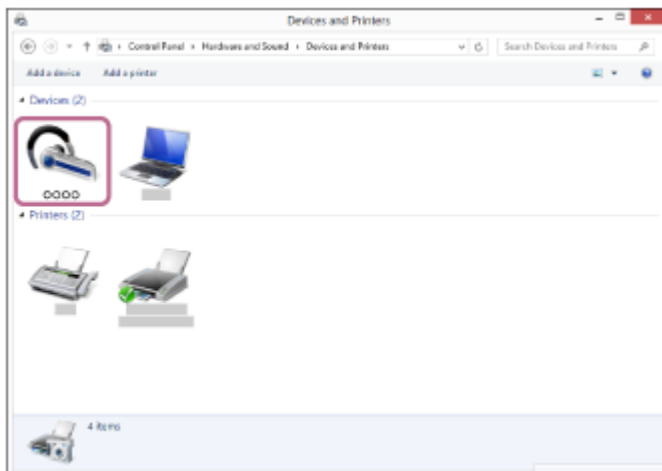 Devices and Printers
Control Panel › Hardware and Sound › Devices and Printers
Search Devices and Printers
Add a device Add a printer
Devices (2)
OOOO
Printers (2)
4 items